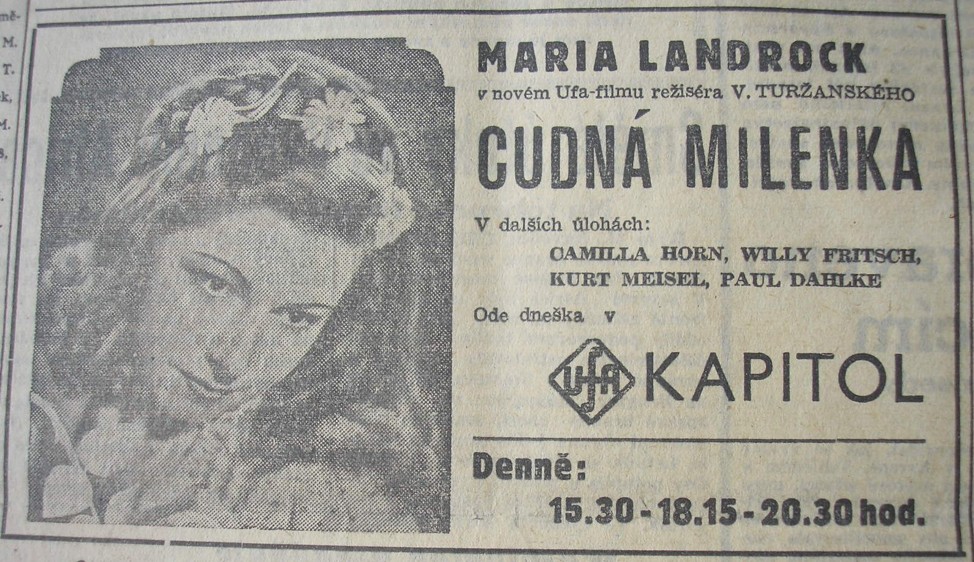 MARIA LANDROCK
v novém Ufa-filmu režiséra V. TURŽANSKÉHO
CUDNÁ MILENKA
V dalších úlohách:
CAMILLA HORN, WILLY FRITSCH,
KURT MEISEL, PAUL DAHLKE
Ode dneška v
Ufa KAPITOL
Denně:
15.30 - 18.15 - 20.30 hod.